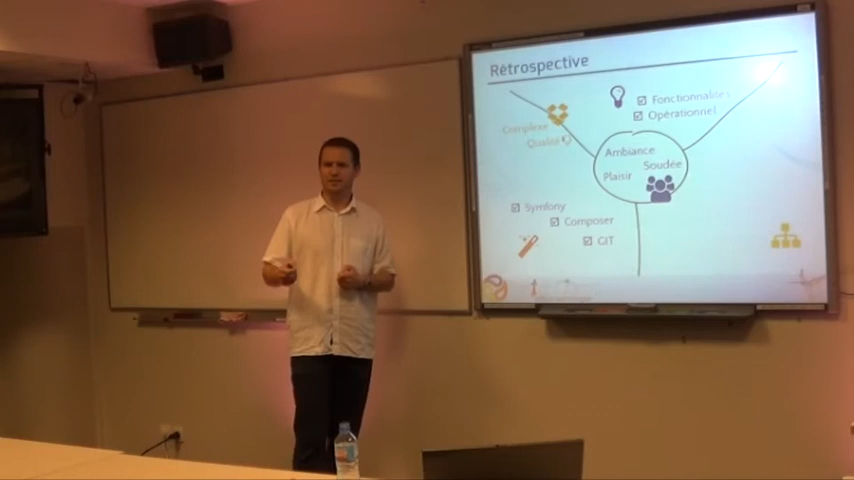 Rétrospective
Fonctionnalités
Opérationnel
Complexe
Qualité
Ambiance
Soudée
Plaisir
Symfony
Composer
GIT